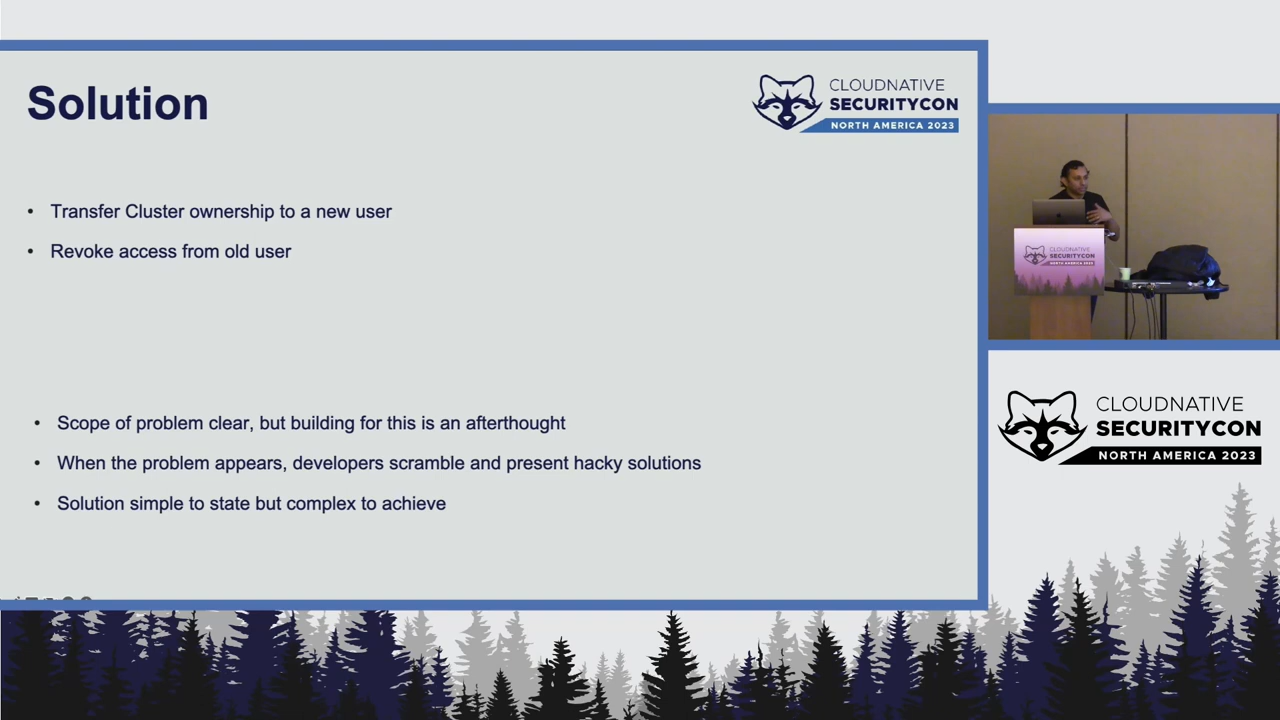 Solution
CLOUDNATIVE
SECURITYCON
NORTH AMERICA 2023
• Transfer Cluster ownership to a new user
• Revoke access from old user
• Scope of problem clear, but building for this is an afterthought
• When the problem appears, developers scramble and present hacky solutions
• Solution simple to state but complex to achieve
CLOUDNATIVE
SECURITYCON
CLOUDNATIVE
SECURITYCON
NORTH AMERICA 2023